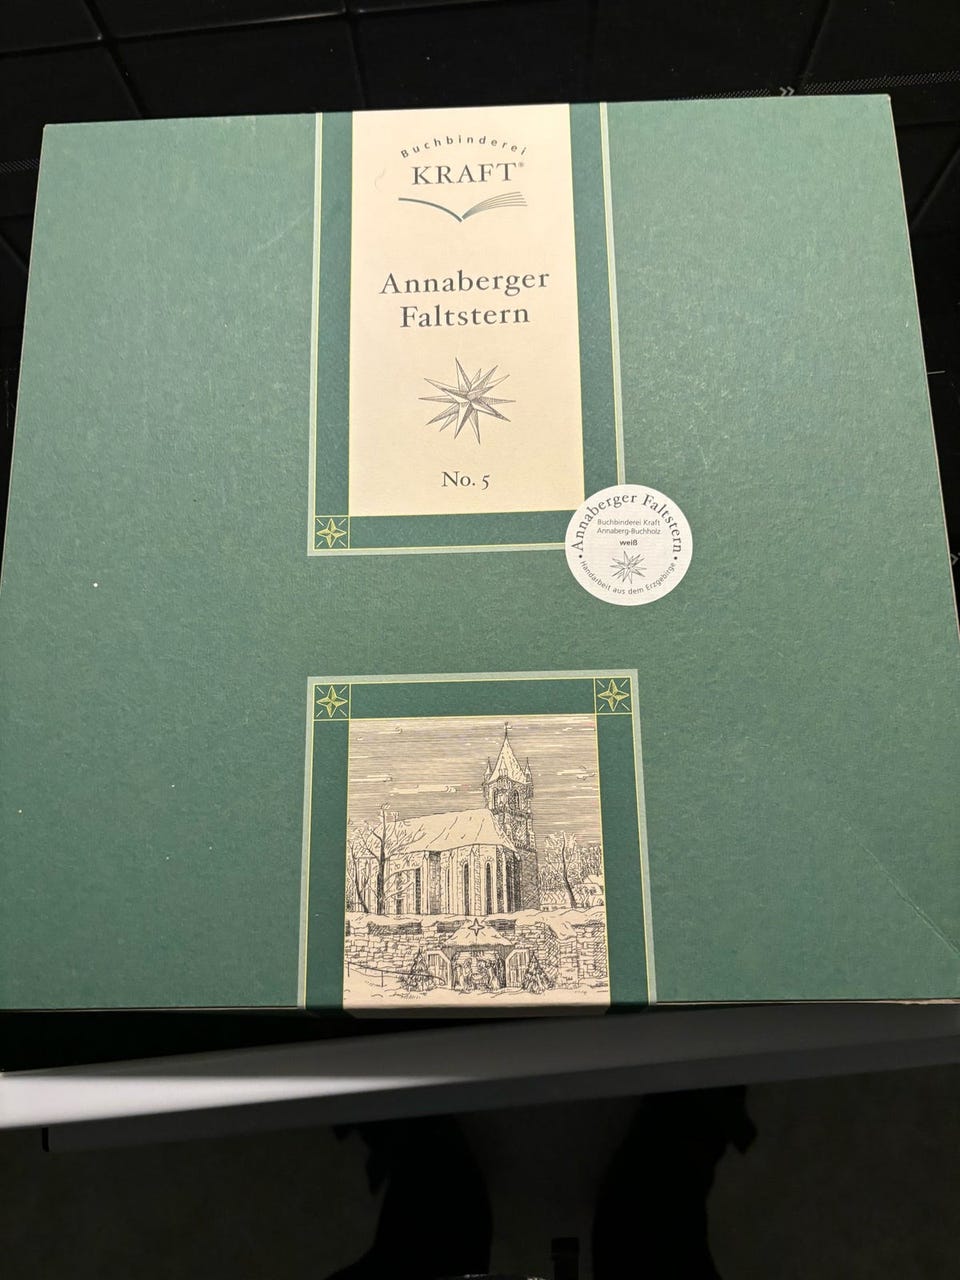 Buchbinderei
KRAFT®
Annaberger
Faltstern
No. 5
Annaberger Faltstern
Buchbinderei Kraft
Annaberg-Buchholz
weiß
Handarbeit aus dem Erzgebirge